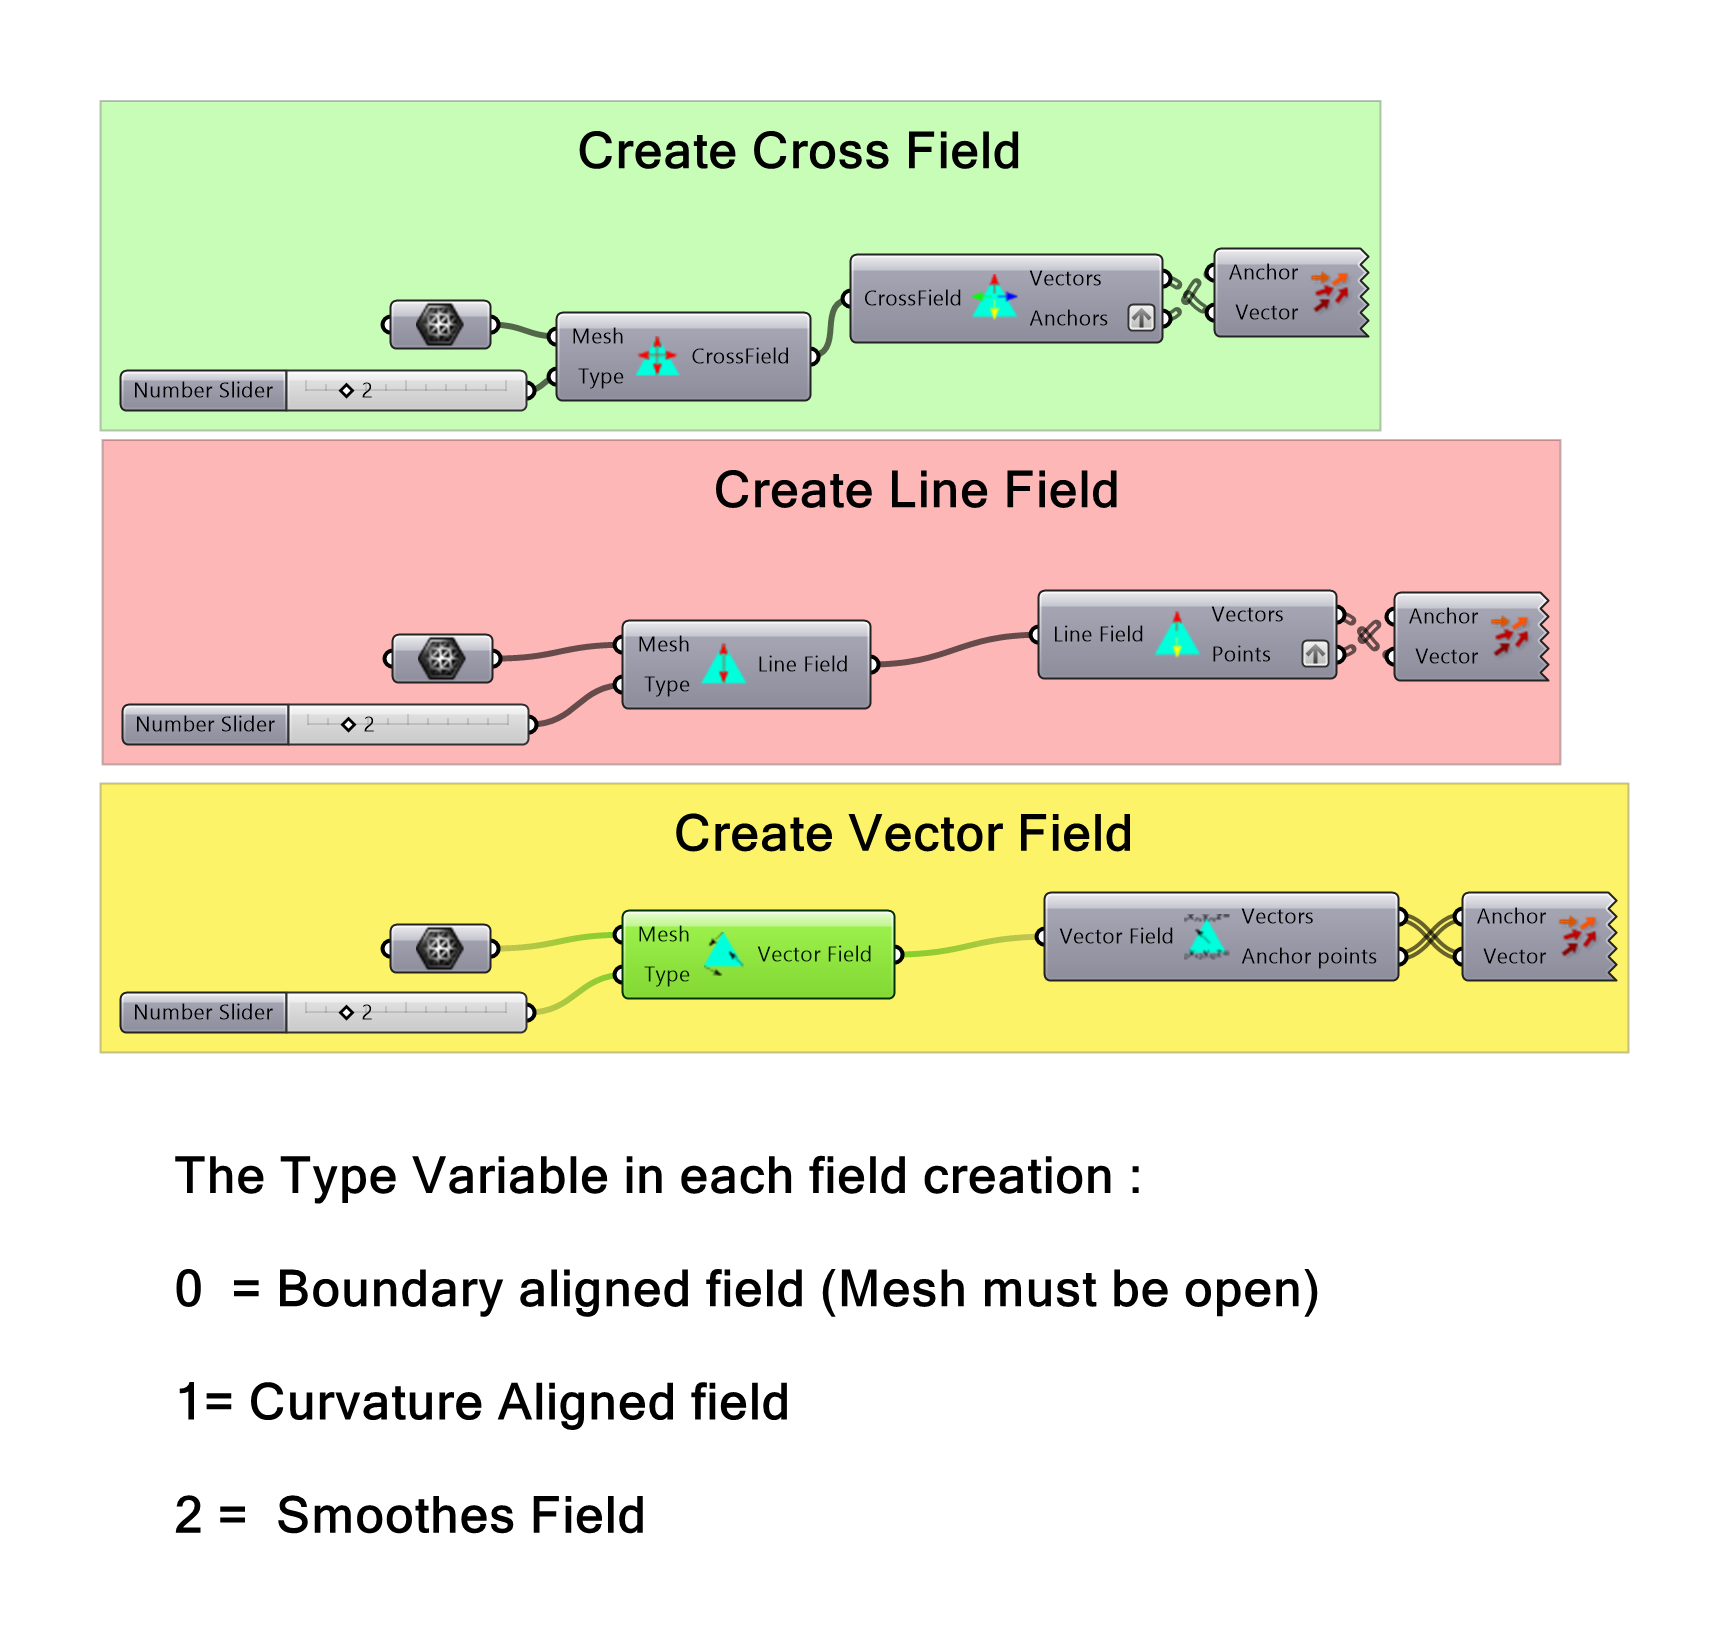 Create Cross Field
Vectors
Anchor
CrossField
Anchors
Vector
Mesh
CrossField
Type
Number Slider
2
Create Line Field
Vectors
Anchor
Line Field
Points
Vector
Mesh
Line Field
Type
Number Slider
2
Create Vector Field
Mesh
Vector Field
Type
Vectors
Anchor
Vector Field
Anchor points
Vector
Number Slider
2
The Type Variable in each field creation :
0 = Boundary aligned field (Mesh must be open)
1= Curvature Aligned field
2 = Smoothes Field